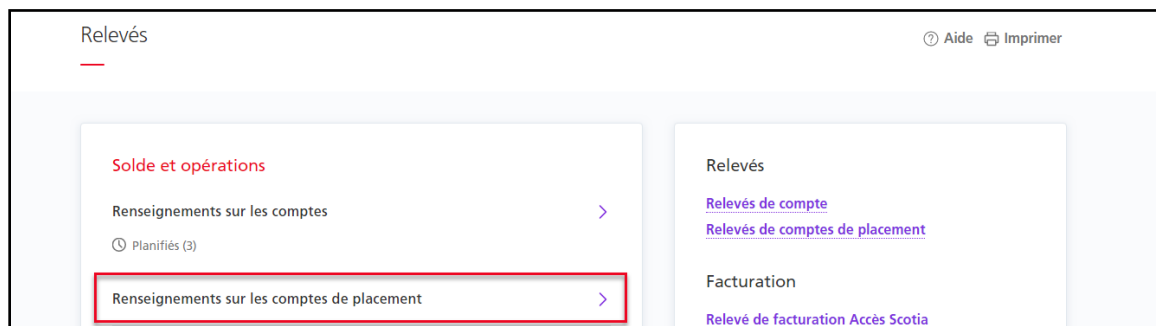 Relevés
Aide Imprimer
Solde et opérations
Renseignements sur les comptes
Planifiés (3)
Renseignements sur les comptes de placement
Relevés
Relevés de compte
Relevés de comptes de placement
Facturation
Relevé de facturation Accès Scotia